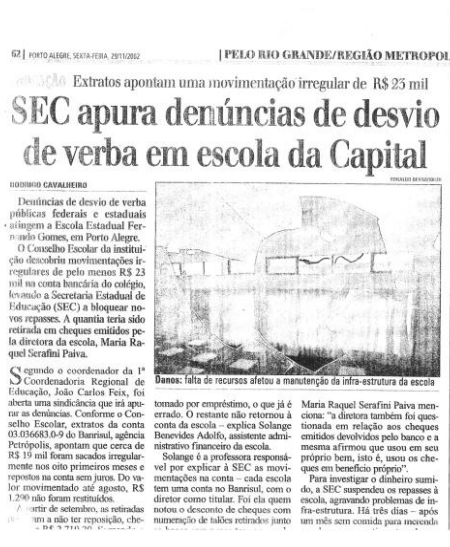 62 | PORTO ALEGRE, SEXTA-FEIRA, 29/11/2002
| PELO RIO GRANDE/REGIÃO METROPOL
Extratos apontam uma movimentação irregular de R$ 23 mil
SEC apura denúncias de desvio
de verba em escola da Capital
RODRIGO CAVALHEIRO
Denúncias de desvio de verba
públicas federais e estaduais
atingem a Escola Estadual Fer-
nando Gomes, em Porto Alegre.
O Conselho Escolar da institui-
ção descobriu movimentações ir-
regulares de pelo menos R$ 23
mil na conta bancária do colégio,
levando a Secretaria Estadual de
Educação (SEC) a bloquear no-
vos repasses. A quantia teria sido
retirada em cheques emitidos pe-
la diretora da escola, Maria Ra-
quel Serafini Paiva.
Segundo o coordenador da 1ª
Coordenadoria Regional de
Educação, João Carlos Feix, foi
aberta uma sindicância que irá apu-
rar as denúncias. Conforme o Con-
selho Escolar, extratos da conta
03.036683.0-9 do Banrisul, agência
Petrópolis, apontam que cerca de
R$ 19 mil foram sacados irregular-
mente nos oito primeiros meses e
repostos na conta sem juros. Do va-
lor movimentado até agosto, R$
1.290 não foram restituídos.
A partir de setembro, as retiradas
a não ter reposição, che-
Danos: falta de recursos afetou a manutenção da infra-estrutura da escola
tomado por empréstimo, o que já é
errado. O restante não retornou à
conta da escola – explica Solange
Benevides Adolfo, assistente admi-
nistrativo financeiro da escola.
Solange é a professora responsá-
vel por explicar à SEC as movi-
mentações na conta – cada escola
tem uma conta no Banrisul, com o
diretor como titular. Foi ela quem
notou o desconto de cheques com
numeração de talões retirados junto
Maria Raquel Serafini Paiva men-
ciona: "a diretora também foi ques-
tionada em relação aos cheques
emitidos devolvidos pelo banco e a
mesma afirmou que usou em seu
próprio bem, isto é, usou os che-
ques em benefício próprio".
Para investigar o dinheiro sumi-
do, a SEC suspendeu os repasses à
escola, agravando problemas de in-
fra-estrutura. Há três dias – após
um mês sem comida para merenda